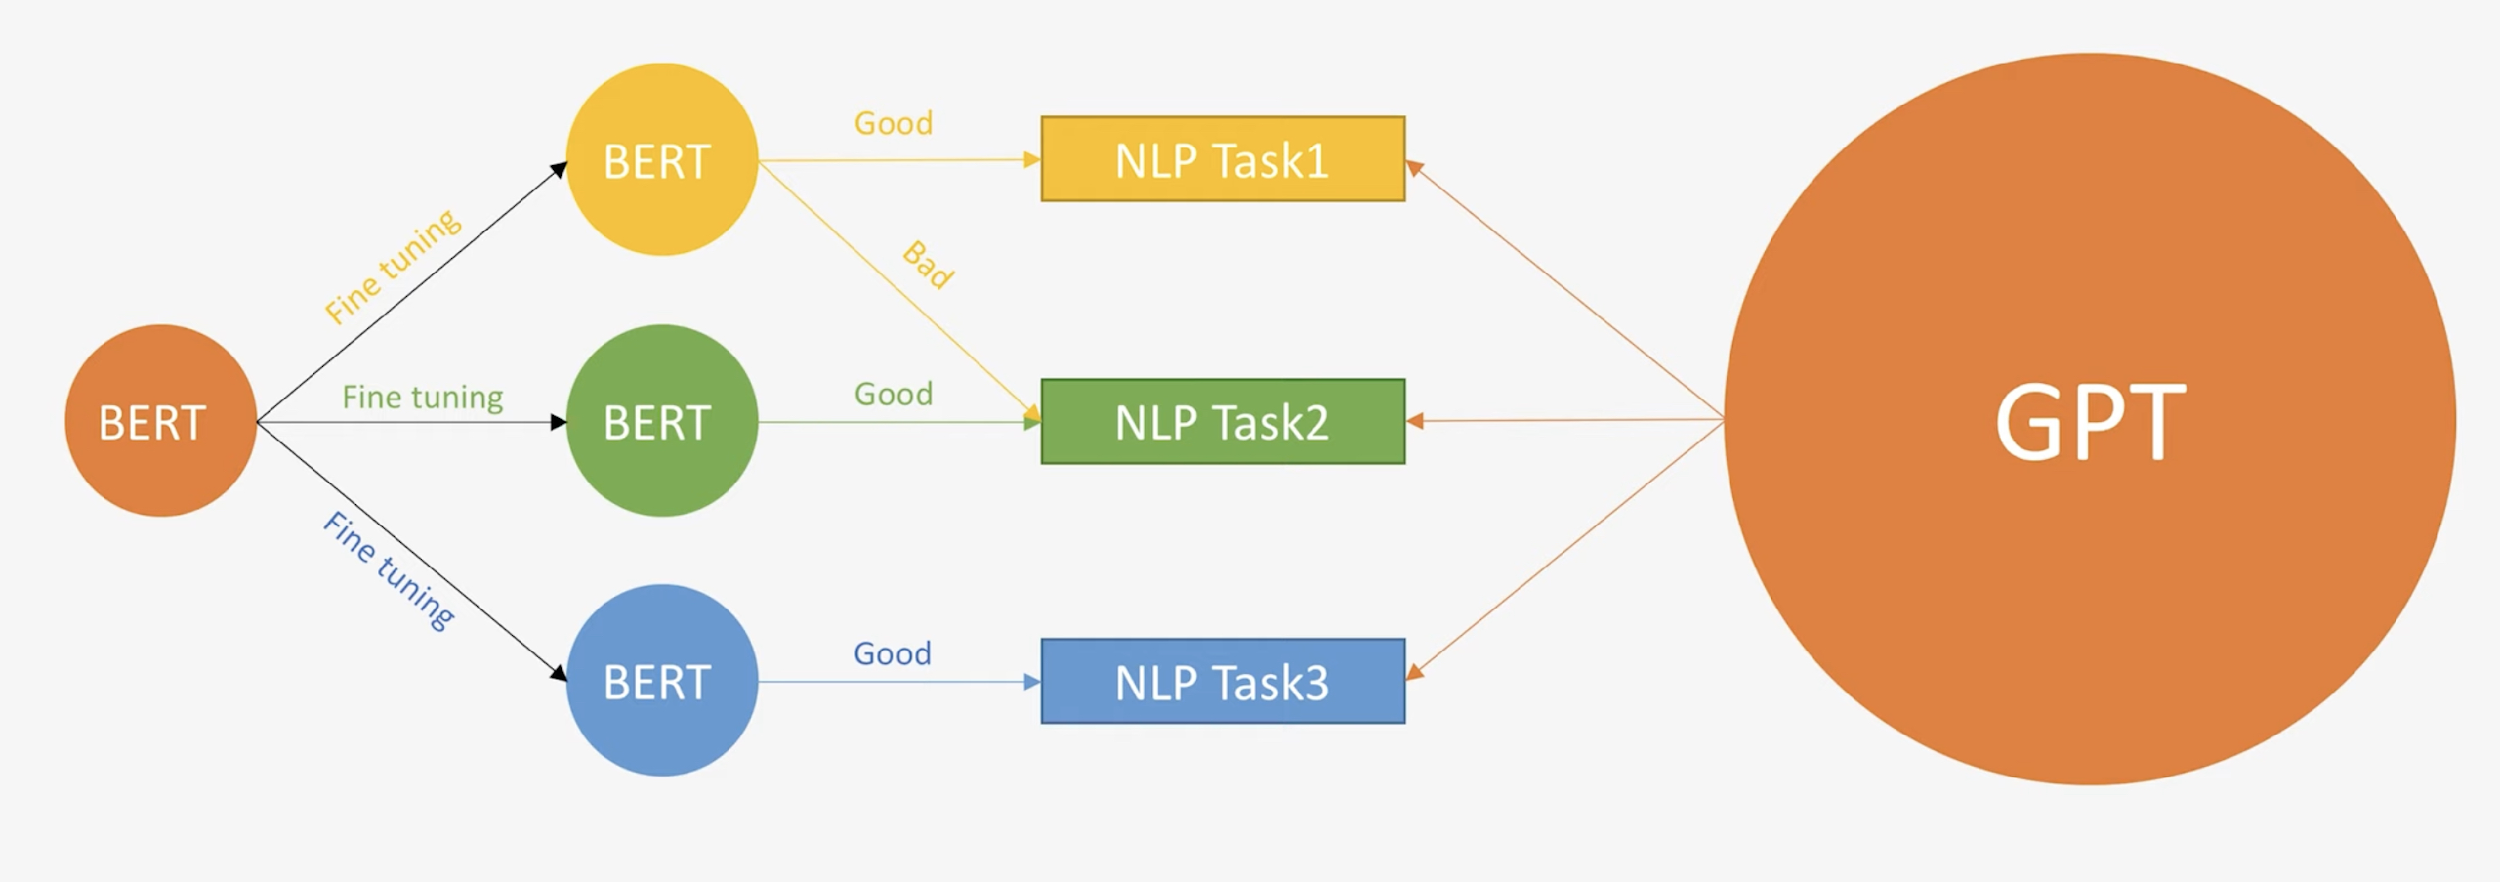 BERT
Fine tuning
Fine tuning
Fine tuning
BERT
BERT
BERT
Good
Bad
Good
Good
NLP Task1
NLP Task2
NLP Task3
GPT